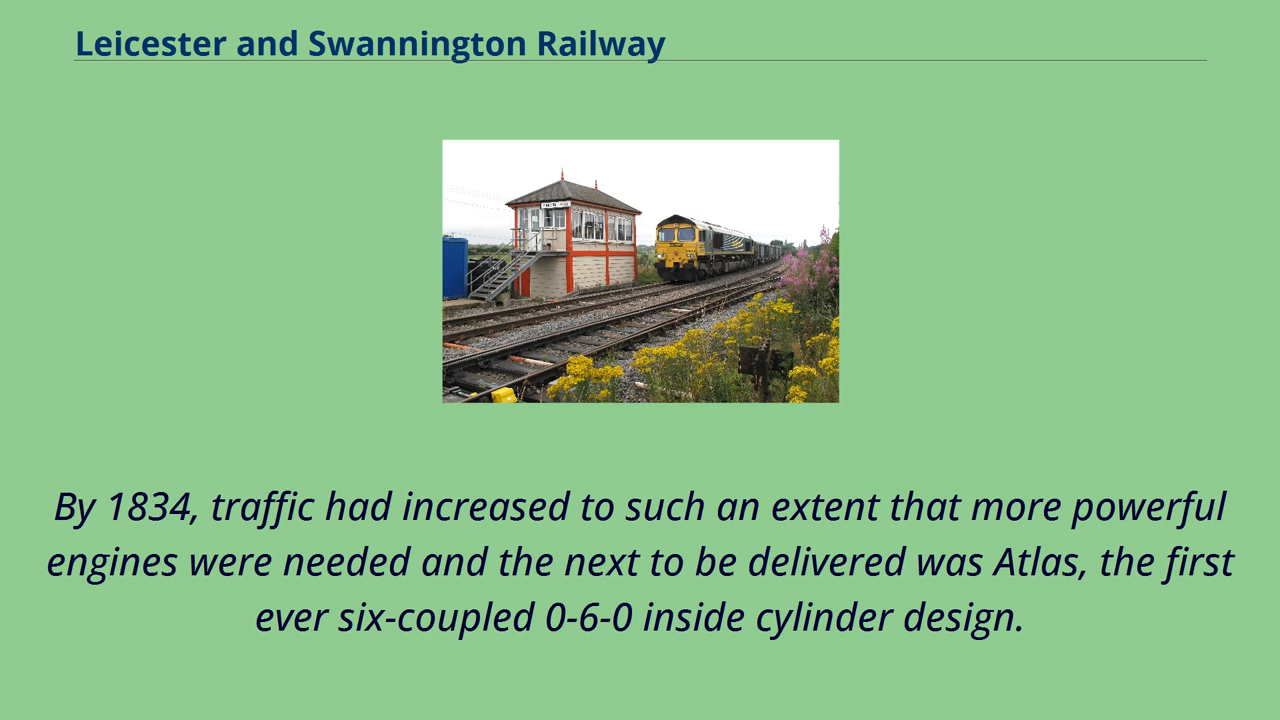 Leicester and Swannington Railway
By 1834, traffic had increased to such an extent that more powerful
engines were needed and the next to be delivered was Atlas, the first
ever six-coupled 0-6-0 inside cylinder design.